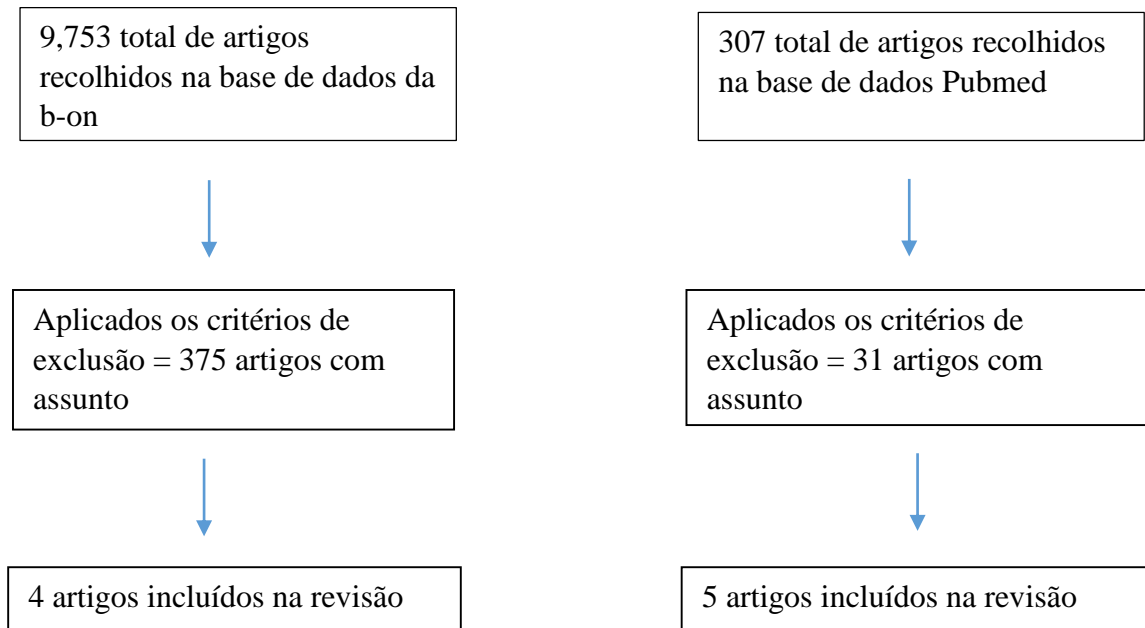 9,753 total de artigos
recolhidos na base de dados da
b-on
307 total de artigos recolhidos
na base de dados Pubmed
Aplicados os critérios de
exclusão = 375 artigos com
assunto
Aplicados os critérios de
exclusão = 31 artigos com
assunto
4 artigos incluídos na revisão
5 artigos incluídos na revisão